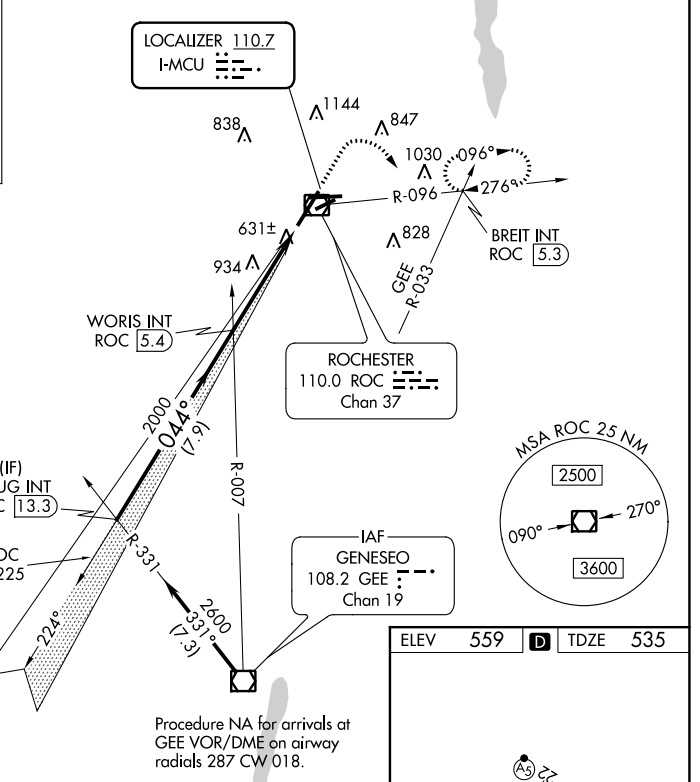 LOCALIZER 110.7
I-MCU
1144
838
847
1030
096°
R-096
276°
631±
828
BREIT INT
ROC 5.3
934
GEE
R-033
WORIS INT
ROC 5.4
ROCHESTER
110.0 ROC
Chan 37
2000
044°
(7.9)
MSA ROC 25 NM
2500
090°
270°
3600
(IF)
UG INT
C 13.3
R-007
OC
225
R-331
IAF
GENESEO
108.2 GEE
Chan 19
224°
2600
331°
(7.3)
ELEV 559 D TDZE 535
Procedure NA for arrivals at
GEE VOR/DME on airway
radials 287 CW 018.
A5
22